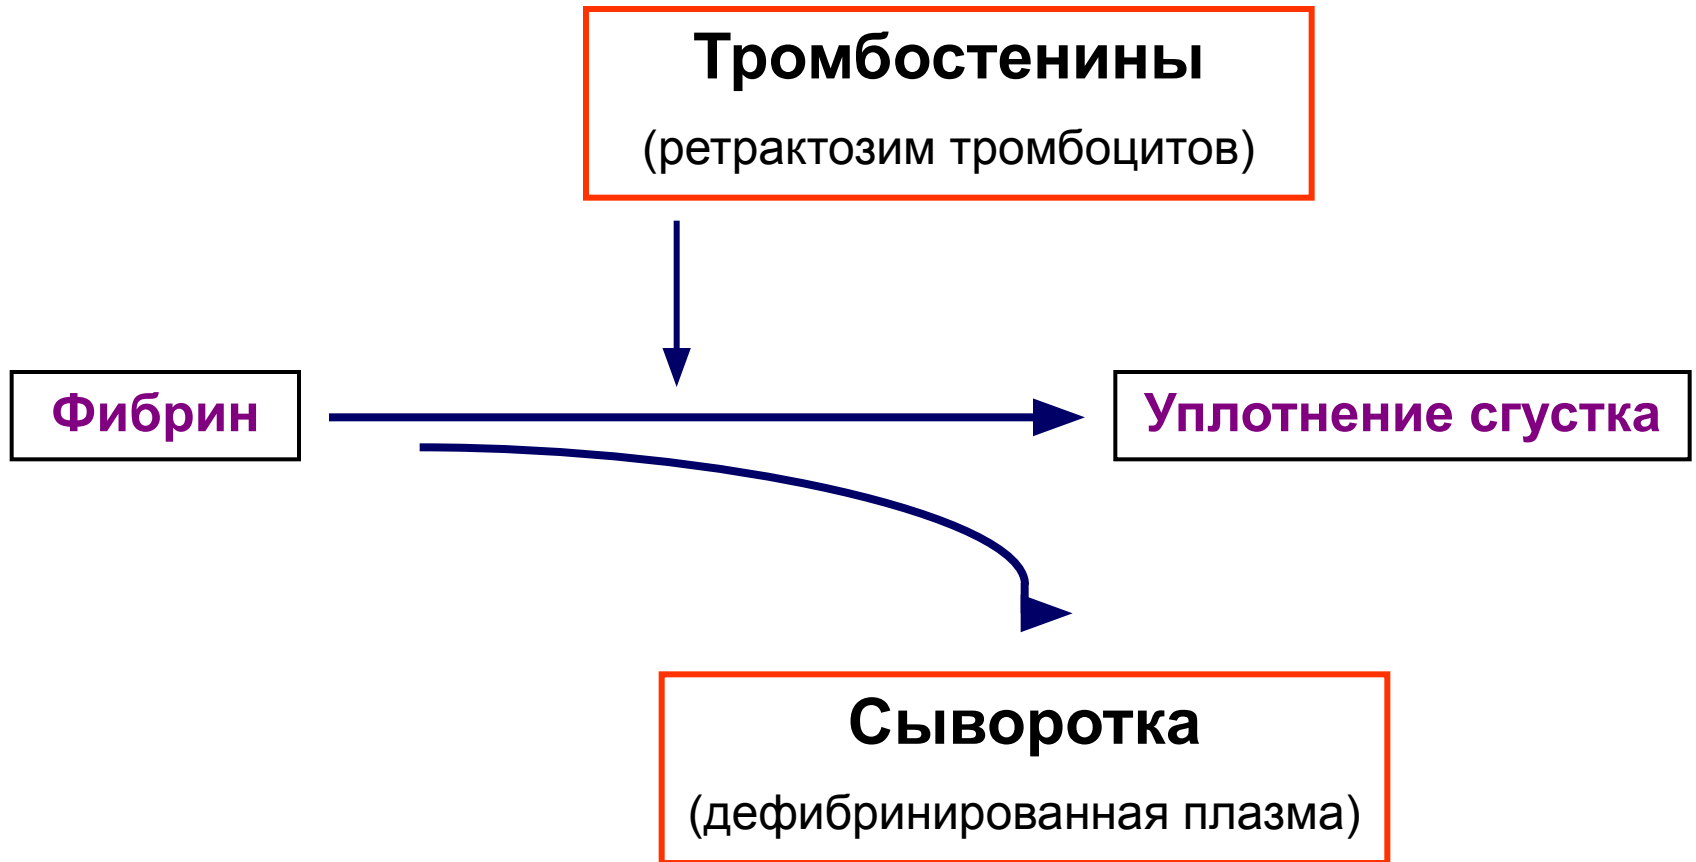 Тромбостенины
(ретрактозим тромбоцитов)
Фибрин
Уплотнение сгустка
Сыворотка
(дефибринированная плазма)